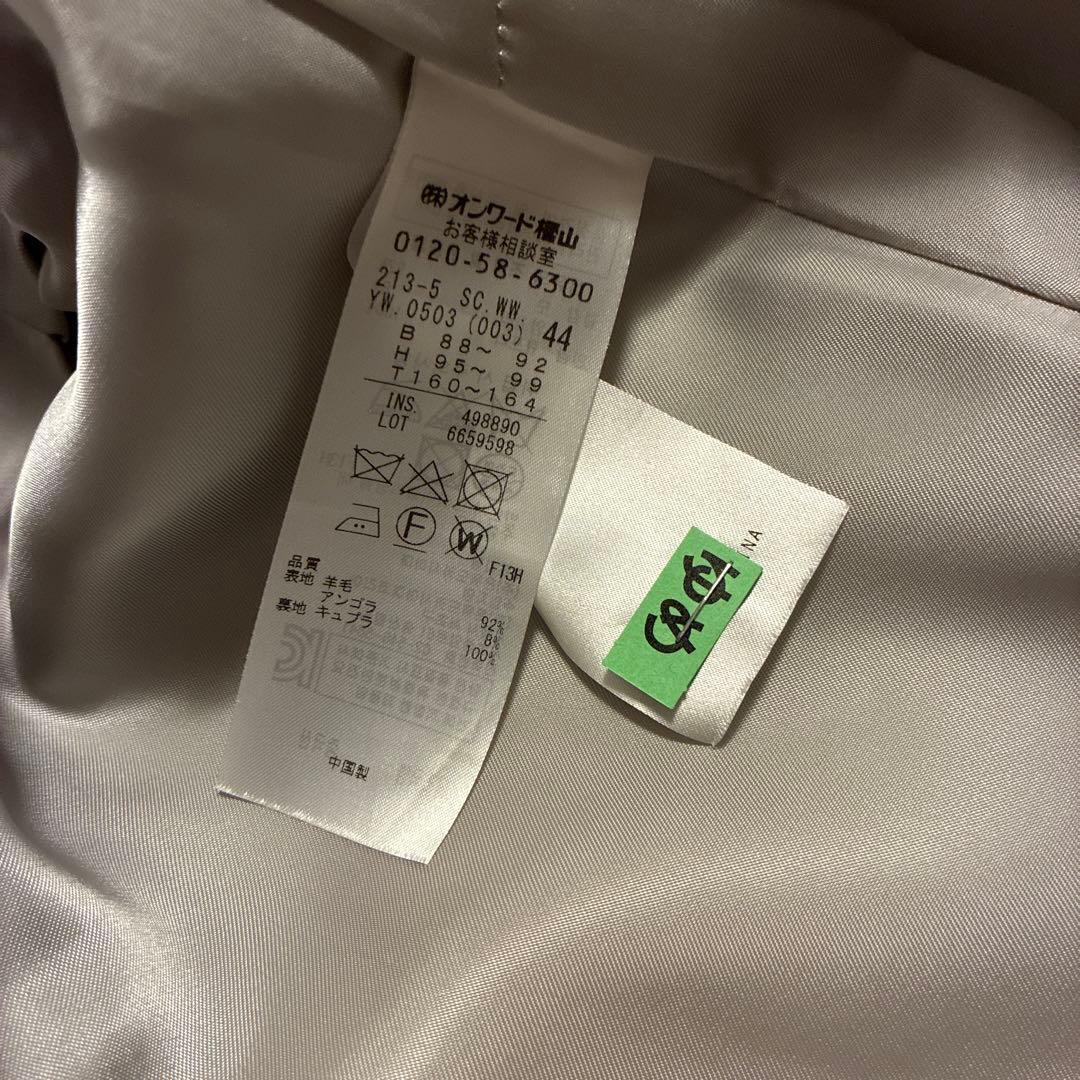 ㈱オンワード樫山
お客様相談室
0120-58-6300
213-5 SC.WW.
YW.0503 (003) 44
B 88～ 92
H 95～ 99
T160～164
INS. 498890
LOT 6659598
F
W
F13H
品質
表地 羊毛 92%
アンゴラ 8%
裏地 キュプラ 100%
中国製
INA